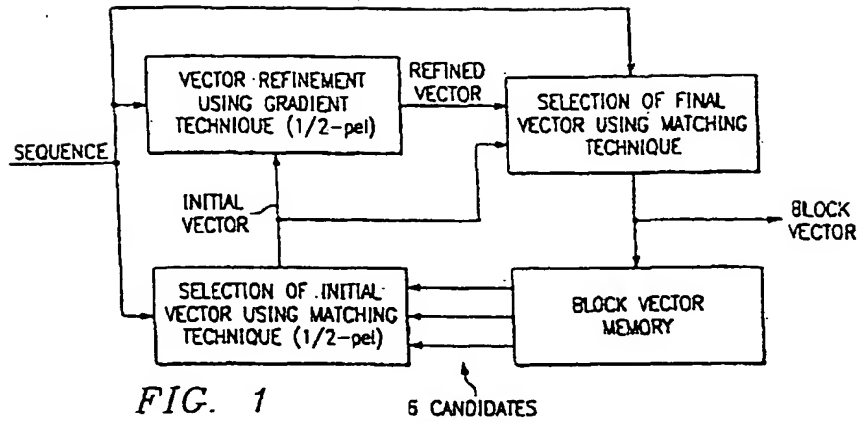 VECTOR REFINEMENT
USING GRADIENT
TECHNIQUE (1/2-pel)
REFINED
VECTOR
SELECTION OF FINAL
VECTOR USING MATCHING
TECHNIQUE
SEQUENCE
INITIAL
VECTOR
BLOCK
VECTOR
SELECTION OF INITIAL
VECTOR USING MATCHING
TECHNIQUE (1/2-pel)
BLOCK VECTOR
MEMORY
FIG. 1
6 CANDIDATES